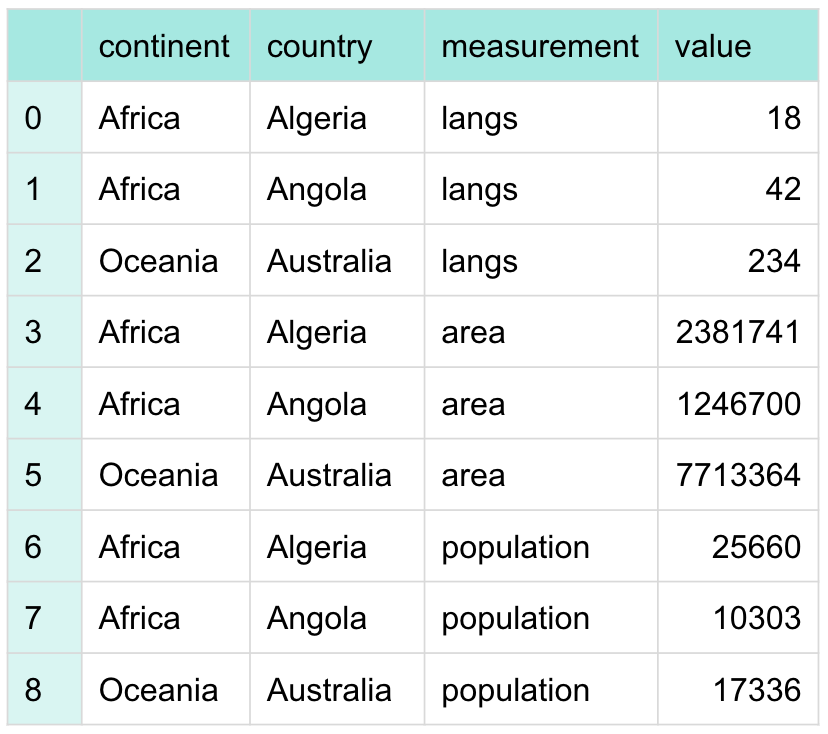 continent country measurement value
0 Africa Algeria langs 18
1 Africa Angola langs 42
2 Oceania Australia langs 234
3 Africa Algeria area 2381741
4 Africa Angola area 1246700
5 Oceania Australia area 7713364
6 Africa Algeria population 25660
7 Africa Angola population 10303
8 Oceania Australia population 17336